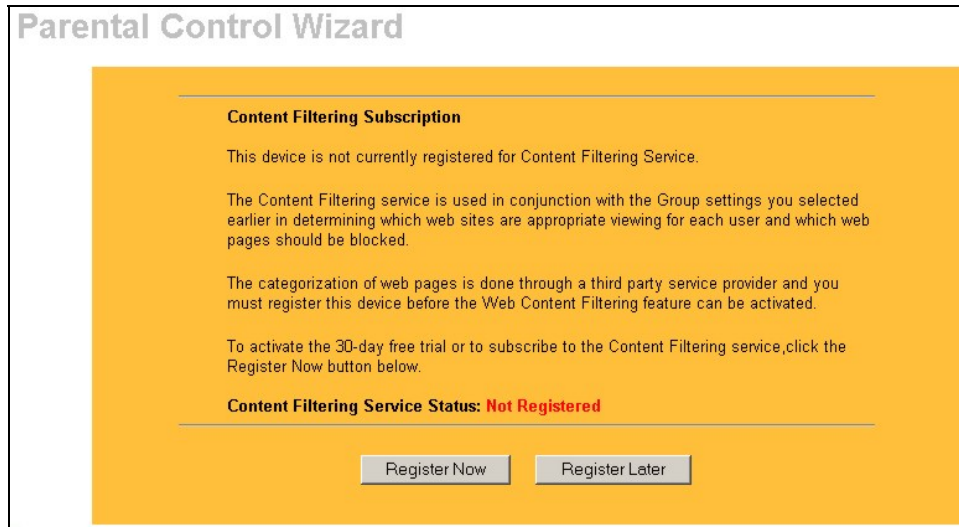 Parental Control Wizard
Content Filtering Subscription
This device is not currently registered for Content Filtering Service.
The Content Filtering service is used in conjunction with the Group settings you selected
earlier in determining which web sites are appropriate viewing for each user and which web
pages should be blocked.
The categorization of web pages is done through a third party service provider and you
must register this device before the Web Content Filtering feature can be activated.
To activate the 30-day free trial or to subscribe to the Content Filtering service,click the
Register Now button below.
Content Filtering Service Status: Not Registered
Register Now
Register Later